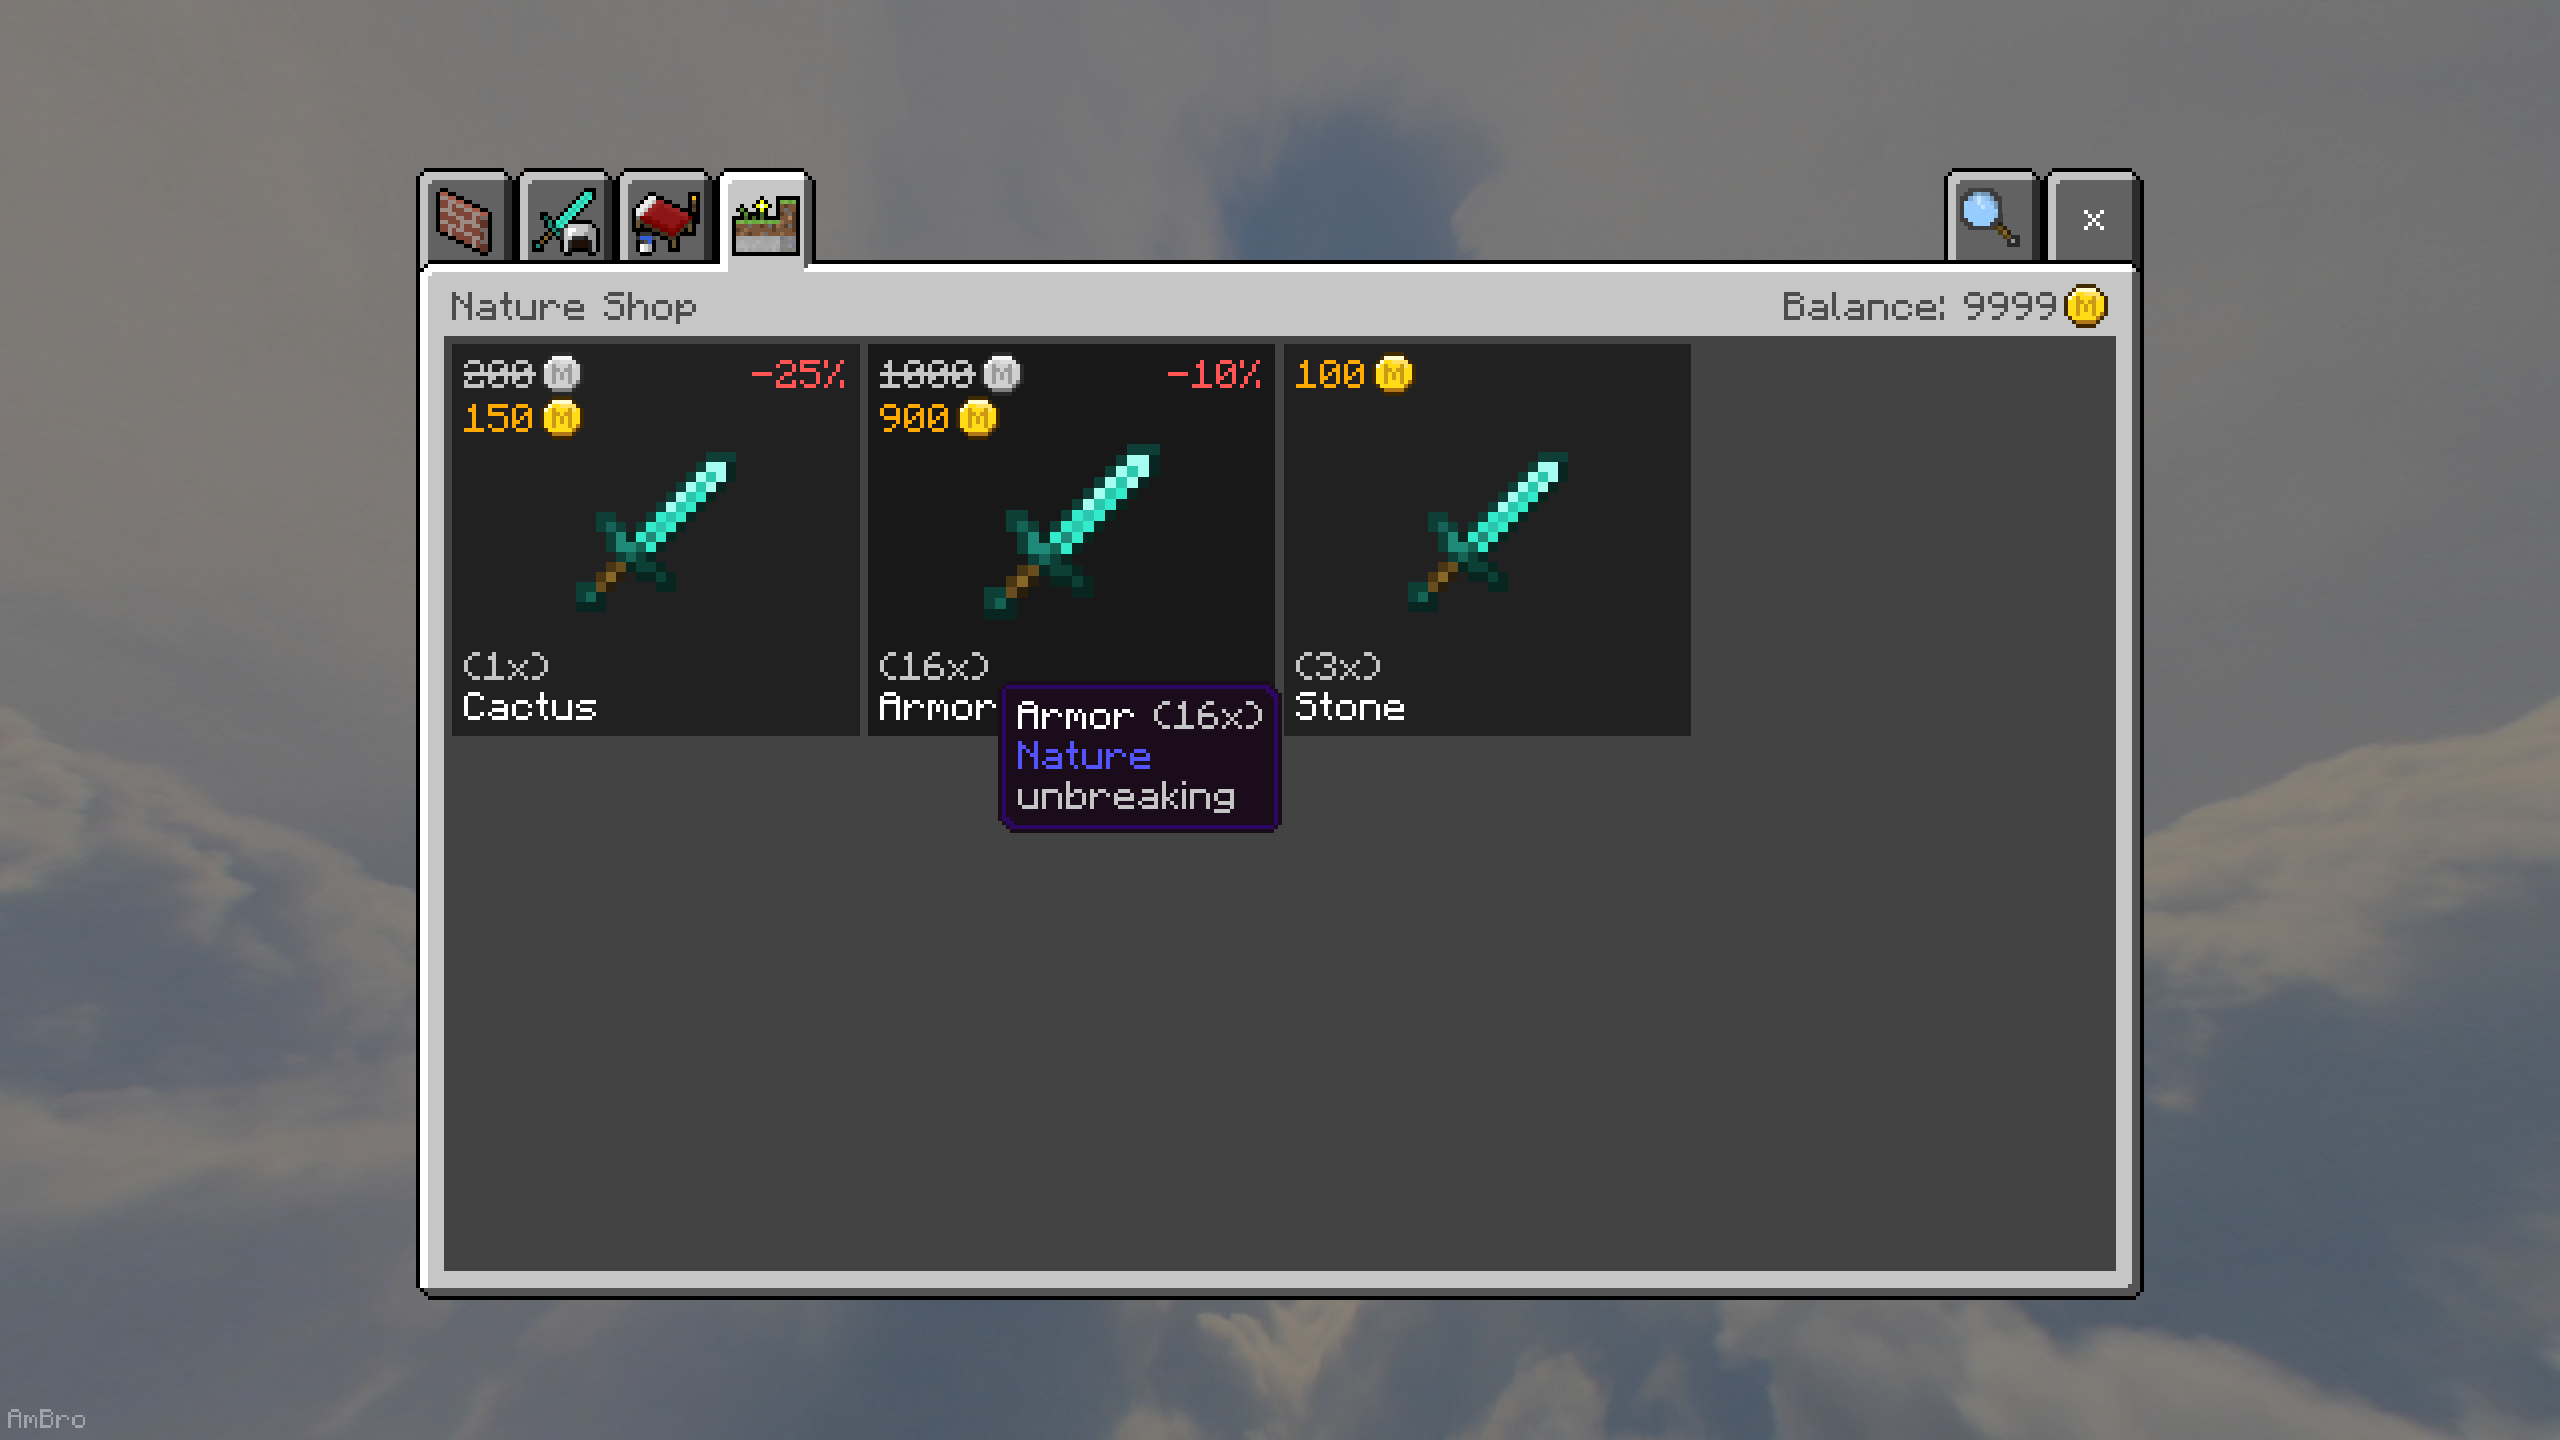 x
Nature Shop
Balance: 9999
200
-25%
150
(1x)
Cactus
1000
-10%
900
(16x)
Armor
100
(3x)
Stone
Armor (16x)
Nature
unbreaking
AmBro